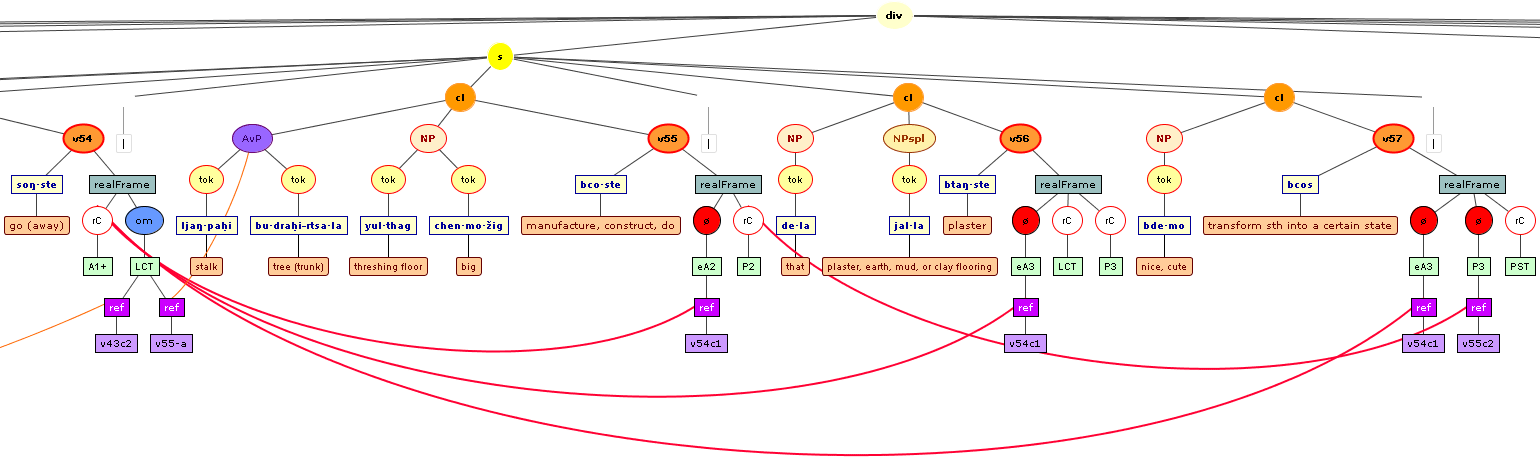 div
s
cl cl cl
v54 | AvP NP v55 | NP NPspl v56 NP v57 |
soŋ-ste realFrame tok tok tok tok bco-ste realFrame tok tok btaŋ-ste realFrame tok bcos realFrame
go (away) rC om ljaŋ-paḥi bu-draḥi-rtsa-la yul-thag chen-mo-žig manufacture, construct, do ø rC de-la jal-la plaster ø rC rC bde-mo transform sth into a certain state ø ø rC
A1+ LCT stalk tree (trunk) threshing floor big eA2 P2 that plaster, earth, mud, or clay flooring eA3 LCT P3 nice, cute eA3 P3 PST
ref ref ref ref ref ref
v43c2 v55-a v54c1 v54c1 v54c1 v55c2